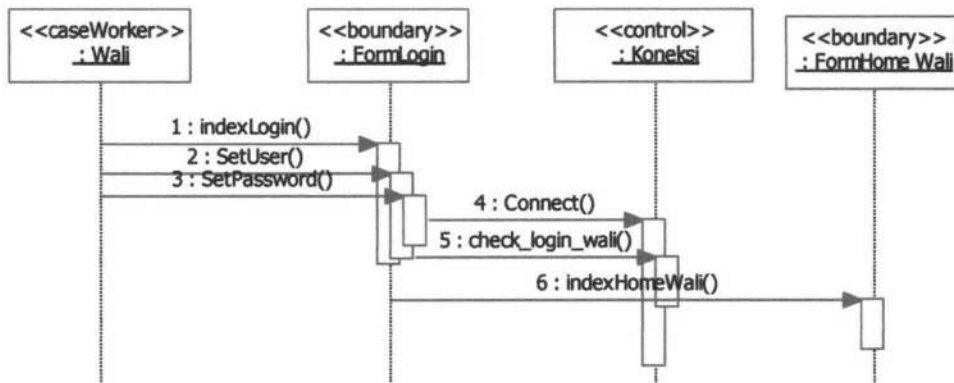 <<caseWorker>>
: Wali
<<boundary>>
: FormLogin
<<control>>
: Koneksi
<<boundary>>
: FormHome Wali
1 : indexLogin()
2 : SetUser()
3 : SetPassword()
4 : Connect()
5 : check_login_wali()
6 : indexHomeWali()